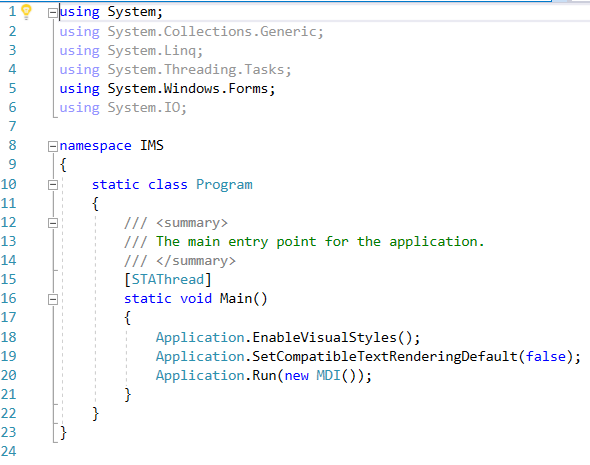 1 using System;
2 using System.Collections.Generic;
3 using System.Linq;
4 using System.Threading.Tasks;
5 using System.Windows.Forms;
6 using System.IO;
7
8 namespace IMS
9 {
10 static class Program
11 {
12 /// <summary>
13 /// The main entry point for the application.
14 /// </summary>
15 [STAThread]
16 static void Main()
17 {
18 Application.EnableVisualStyles();
19 Application.SetCompatibleTextRenderingDefault(false);
20 Application.Run(new MDI());
21 }
22 }
23 }
24